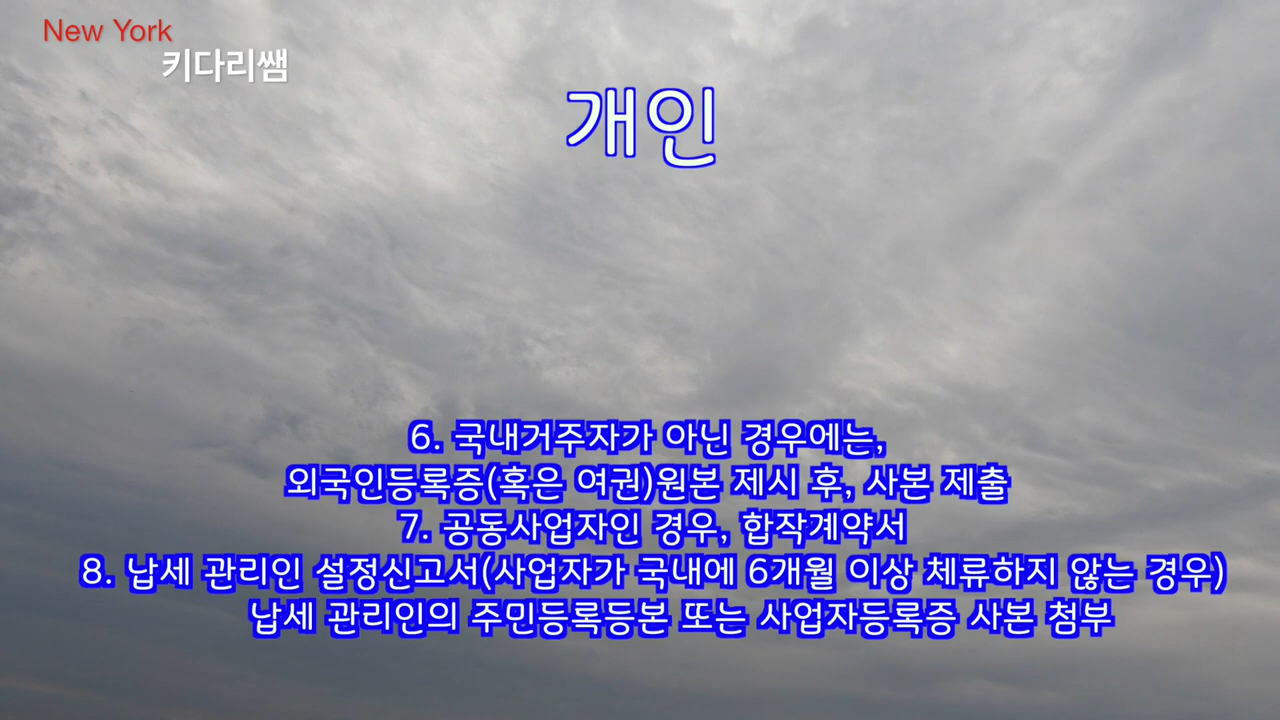 New York
키다리쌤
개인
6. 국내거주자가 아닌 경우에는,
외국인등록증(혹은 여권)원본 제시 후, 사본 제출
7. 공동사업자인 경우, 합작계약서
8. 납세 관리인 설정신고서(사업자가 국내에 6개월 이상 체류하지 않는 경우)
납세 관리인의 주민등록등본 또는 사업자등록증 사본 첨부